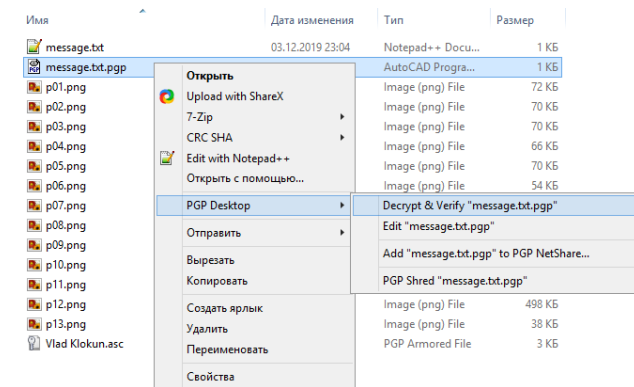 Имя Дата изменения Тип Размер
message.txt 03.12.2019 23:04 Notepad++ Docu... 1 КБ
message.txt.pgp AutoCAD Progra... 1 КБ
p01.png Открыть Image (png) File 72 КБ
p02.png Upload with ShareX Image (png) File 70 КБ
p03.png 7-Zip Image (png) File 70 КБ
p04.png CRC SHA Image (png) File 66 КБ
p05.png Edit with Notepad++ Image (png) File 70 КБ
p06.png Открыть с помощью... Image (png) File 54 КБ
p07.png PGP Desktop Decrypt & Verify "message.txt.pgp"
p08.png Отправить Edit "message.txt.pgp"
p09.png Вырезать Add "message.txt.pgp" to PGP NetShare...
p10.png Копировать PGP Shred "message.txt.pgp"
p11.png
p12.png Создать ярлык Image (png) File 498 КБ
p13.png Удалить Image (png) File 38 КБ
Vlad Klokun.asc Переименовать PGP Armored File 3 КБ
Свойства